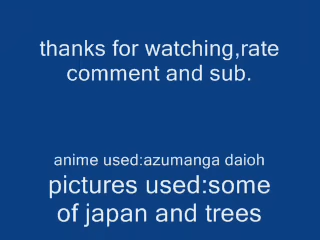 thanks for watching,rate
comment and sub.
anime used:azumanga daioh
pictures used:some
of japan and trees